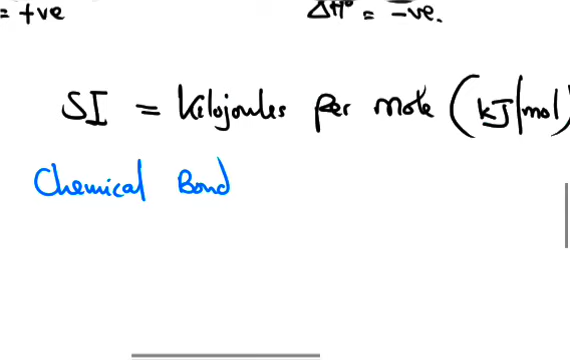 = +ve ΔH° = -ve.
SI = Kilojoules per mole (kJ/mol)
Chemical Bond